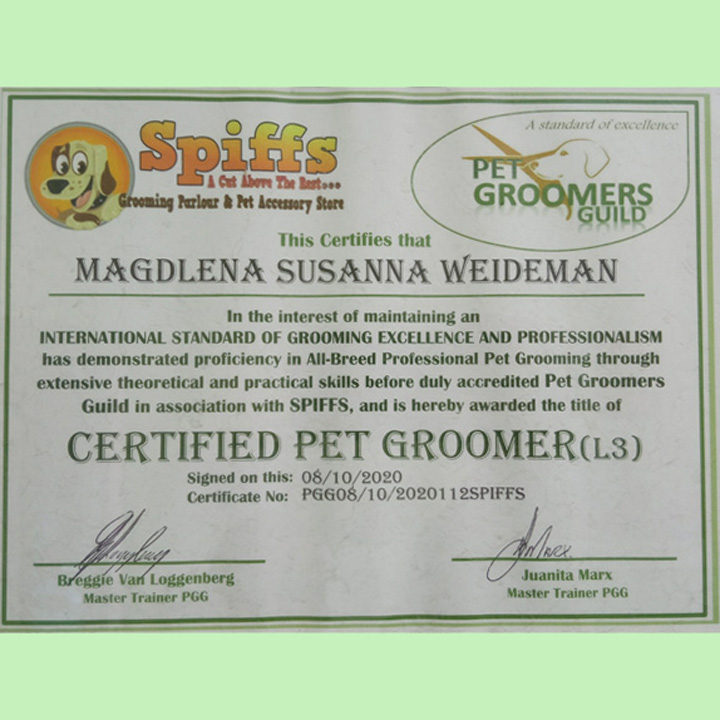 Spiffs
A Cut Above The Rest...
Grooming Parlour & Pet Accessory Store
A standard of excellence
PET
GROOMERS
GUILD
This Certifies that
MAGDLENA SUSANNA WEIDEMAN
In the interest of maintaining an
INTERNATIONAL STANDARD OF GROOMING EXCELLENCE AND PROFESSIONALISM
has demonstrated proficiency in All-Breed Professional Pet Grooming through
extensive theoretical and practical skills before duly accredited Pet Groomers
Guild in association with SPIFFS, and is hereby awarded the title of
CERTIFIED PET GROOMER(L3)
Signed on this: 08/10/2020
Certificate No: PGG08/10/2020112SPIFFS
Breggie Van Loggenberg
Master Trainer PGG
Juanita Marx
Master Trainer PGG